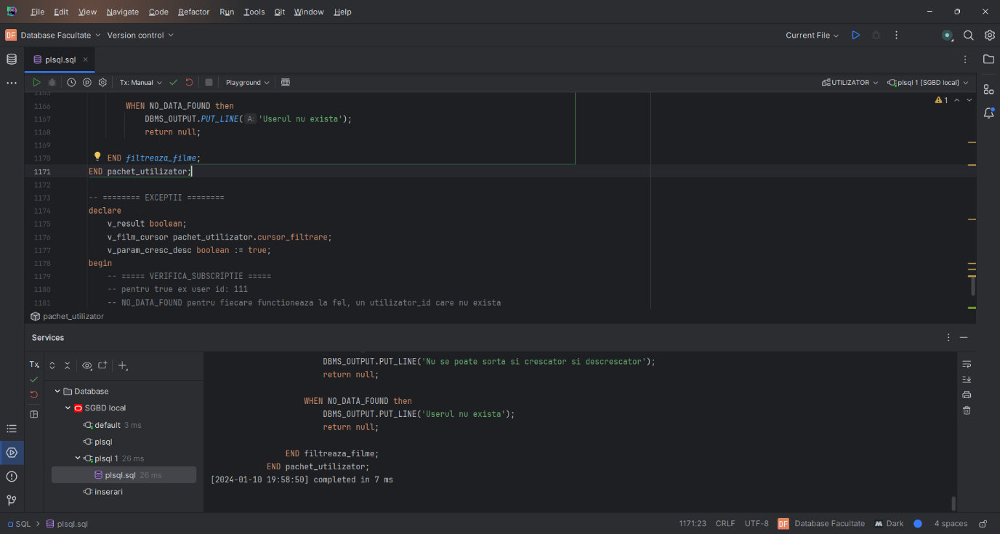 File Edit View Navigate Code Refactor Run Tools Git Window Help
DF Database Facultate Version control Current File
plsql.sql
Tx: Manual Playground UTILIZATOR plsql 1 [SGBD local]
1
1166 WHEN NO_DATA_FOUND then
1167 DBMS_OUTPUT.PUT_LINE( A: 'Userul nu exista');
1168 return null;
1169
1170 END filtreaza_filme;
1171 END pachet_utilizator;
1172
1173 -- ======== EXCEPTII ========
1174 declare
1175 v_result boolean;
1176 v_film_cursor pachet_utilizator.cursor_filtrare;
1177 v_param_cresc_desc boolean := true;
1178 begin
1179 -- ===== VERIFICA_SUBSCRIPTIE =====
1180 -- pentru true ex user id: 111
1181 -- NO_DATA_FOUND pentru fiecare functioneaza la fel, un utilizator_id care nu exista
pachet_utilizator
Services
Tx
Database
SGBD local
default 3 ms
plsql
plsql 1 26 ms
plsql.sql 26 ms
inserari
DBMS_OUTPUT.PUT_LINE('Nu se poate sorta si crescator si descrescator');
return null;
WHEN NO_DATA_FOUND then
DBMS_OUTPUT.PUT_LINE('Userul nu exista');
return null;
END filtreaza_filme;
END pachet_utilizator;
[2024-01-10 19:58:50] completed in 7 ms
SQL plsql.sql 1171:23 CRLF UTF-8 DF Database Facultate Dark 4 spaces